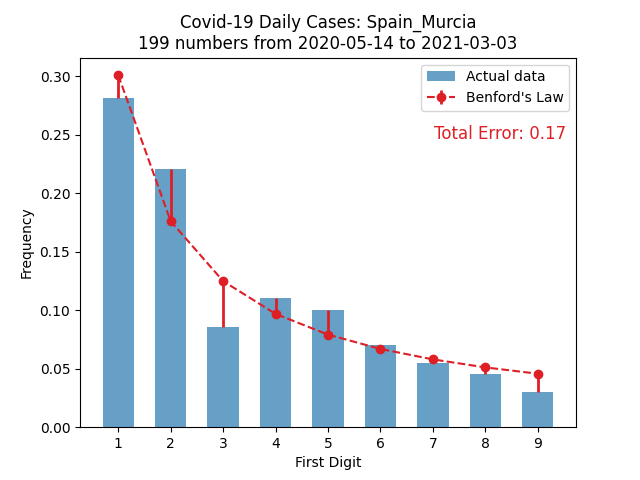 Covid-19 Daily Cases: Spain_Murcia
199 numbers from 2020-05-14 to 2021-03-03
Actual data
Benford's Law
Total Error: 0.17
0.30
0.25
0.20
0.15
0.10
0.05
0.00
Frequency
1 2 3 4 5 6 7 8 9
First Digit